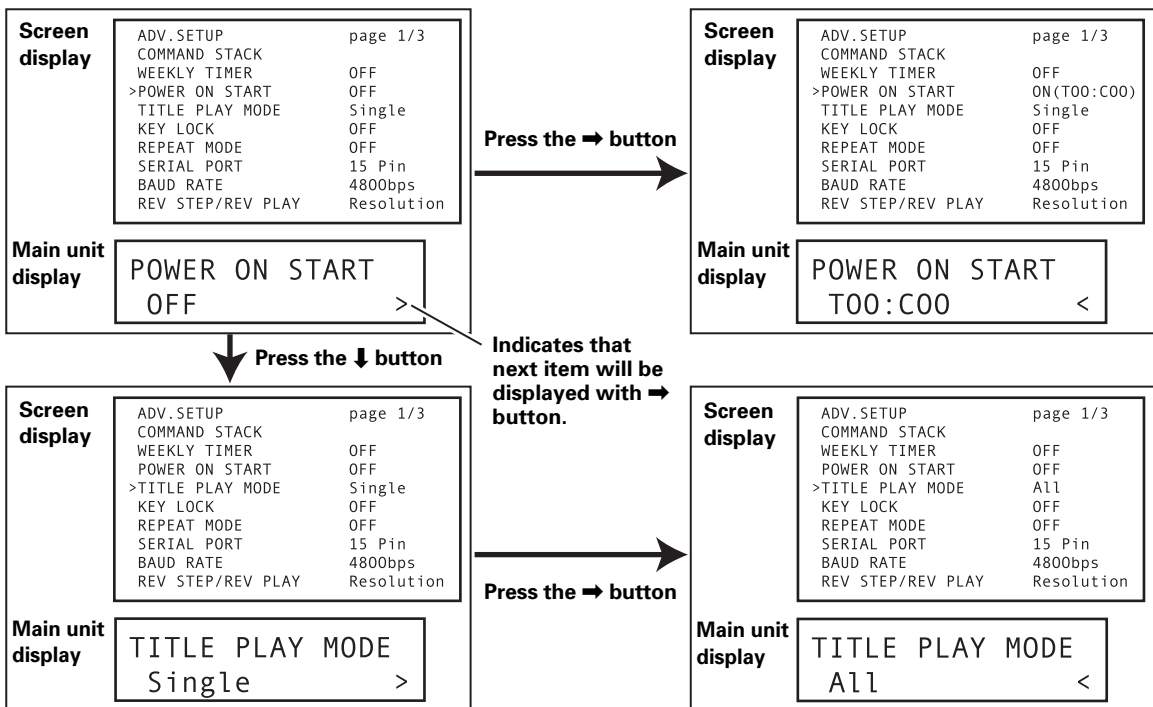 Screen display
ADV.SETUP page 1/3
COMMAND STACK
WEEKLY TIMER OFF
>POWER ON START OFF
TITLE PLAY MODE Single
KEY LOCK OFF
REPEAT MODE OFF
SERIAL PORT 15 Pin
BAUD RATE 4800bps
REV STEP/REV PLAY Resolution
Main unit display
POWER ON START
OFF >
Press the ➡ button
Screen display
ADV.SETUP page 1/3
COMMAND STACK
WEEKLY TIMER OFF
>POWER ON START ON(T00:C00)
TITLE PLAY MODE Single
KEY LOCK OFF
REPEAT MODE OFF
SERIAL PORT 15 Pin
BAUD RATE 4800bps
REV STEP/REV PLAY Resolution
Main unit display
POWER ON START
T00:C00 <
Press the ⬇ button
Indicates that
next item will be
displayed with ➡
button.
Screen display
ADV.SETUP page 1/3
COMMAND STACK
WEEKLY TIMER OFF
POWER ON START OFF
>TITLE PLAY MODE Single
KEY LOCK OFF
REPEAT MODE OFF
SERIAL PORT 15 Pin
BAUD RATE 4800bps
REV STEP/REV PLAY Resolution
Main unit display
TITLE PLAY MODE
Single >
Press the ➡ button
Screen display
ADV.SETUP page 1/3
COMMAND STACK
WEEKLY TIMER OFF
POWER ON START OFF
>TITLE PLAY MODE All
KEY LOCK OFF
REPEAT MODE OFF
SERIAL PORT 15 Pin
BAUD RATE 4800bps
REV STEP/REV PLAY Resolution
Main unit display
TITLE PLAY MODE
All <